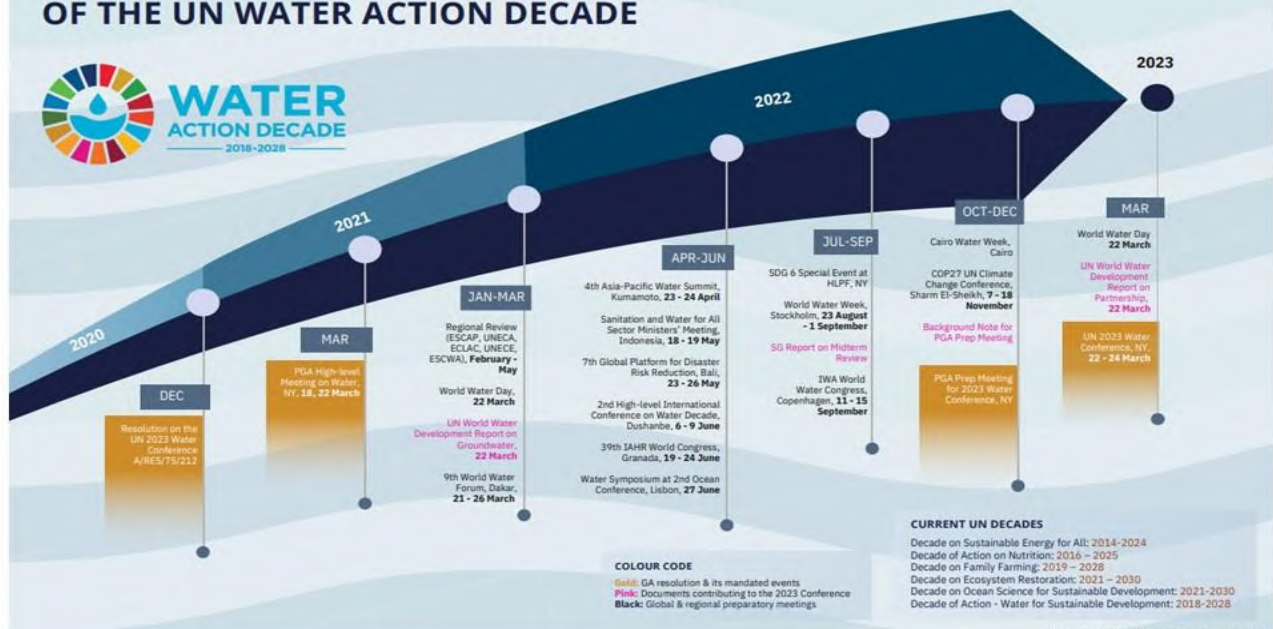 OF THE UN WATER ACTION DECADE
WATER
ACTION DECADE
2018-2028
2020
2021
2022
2023
DEC
Resolution on the
UN 2023 Water
Conference
A/RES/75/212
MAR
PGA High-level
Meeting on Water,
NY, 18, 22 March
JAN-MAR
Regional Review
(ESCAP, UNECA,
ECLAC, UNECE,
ESCWA), February -
May
World Water Day,
22 March
UN World Water
Development Report on
Groundwater,
22 March
9th World Water
Forum, Dakar,
21 - 26 March
APR-JUN
4th Asia-Pacific Water Summit,
Kumamoto, 23 - 24 April
Sanitation and Water for All
Sector Ministers' Meeting,
Indonesia, 18 - 19 May
7th Global Platform for Disaster
Risk Reduction, Bali,
23 - 26 May
2nd High-level International
Conference on Water Decade,
Dushanbe, 6 - 9 June
39th IAHR World Congress,
Granada, 19 - 24 June
Water Symposium at 2nd Ocean
Conference, Lisbon, 27 June
JUL-SEP
SDG 6 Special Event at
HLPF, NY
World Water Week,
Stockholm, 23 August
- 1 September
SG Report on Midterm
Review
IWA World
Water Congress,
Copenhagen, 11 - 15
September
OCT-DEC
Cairo Water Week,
Cairo
COP27 UN Climate
Change Conference,
Sharm El-Sheikh, 7 - 18
November
Background Note for
PGA Prep Meeting
PGA Prep Meeting
for 2023 Water
Conference, NY
MAR
World Water Day
22 March
UN World Water
Development
Report on
Partnership,
22 March
UN 2023 Water
Conference, NY,
22 - 24 March
COLOUR CODE
Gold: GA resolution & its mandated events
Pink: Documents contributing to the 2023 Conference
Black: Global & regional preparatory meetings
CURRENT UN DECADES
Decade on Sustainable Energy for All: 2014-2024
Decade of Action on Nutrition: 2016 – 2025
Decade on Family Farming: 2019 – 2028
Decade on Ecosystem Restoration: 2021 – 2030
Decade on Ocean Science for Sustainable Development: 2021-2030
Decade of Action - Water for Sustainable Development: 2018-2028